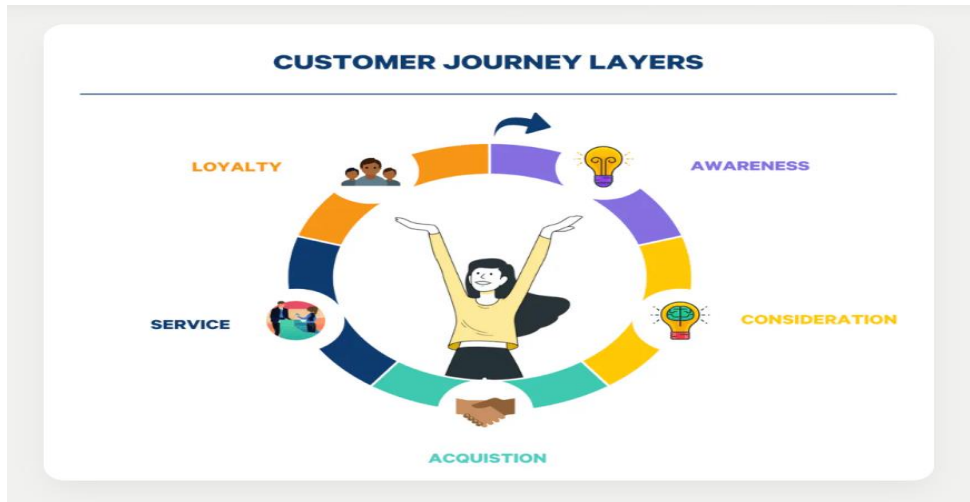 CUSTOMER JOURNEY LAYERS
LOYALTY
AWARENESS
SERVICE
CONSIDERATION
ACQUISTION